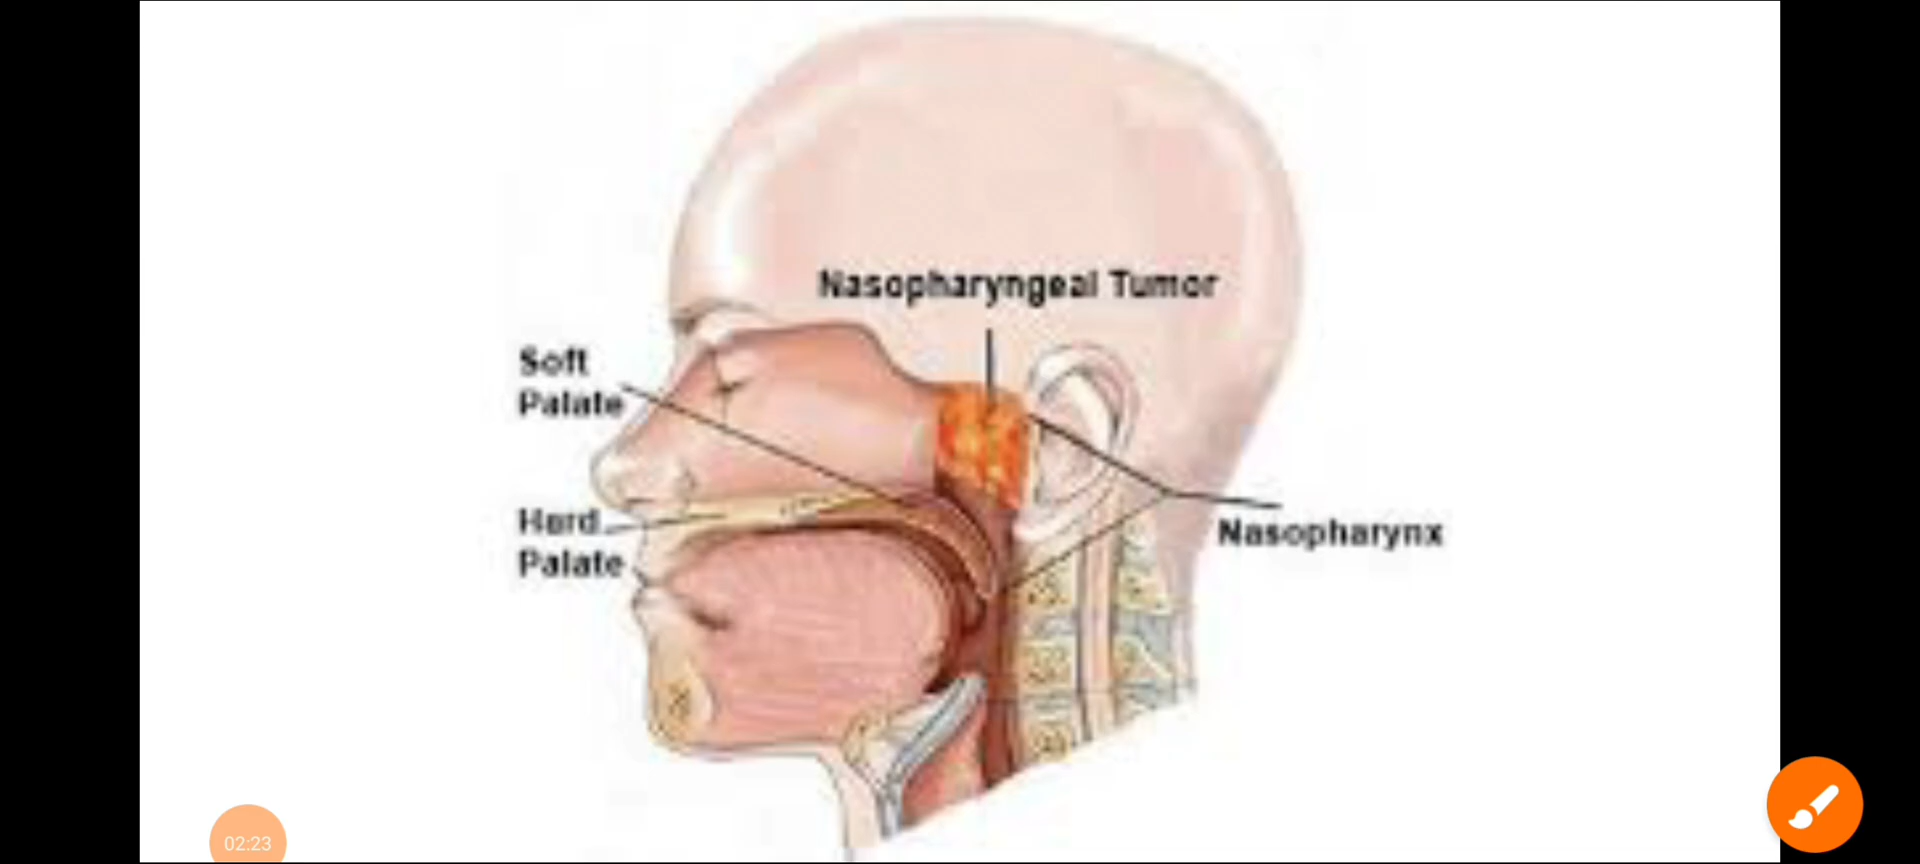 Nasopharyngeal Tumor
Soft
Palate
Hard
Palate
Nasopharynx
02:23